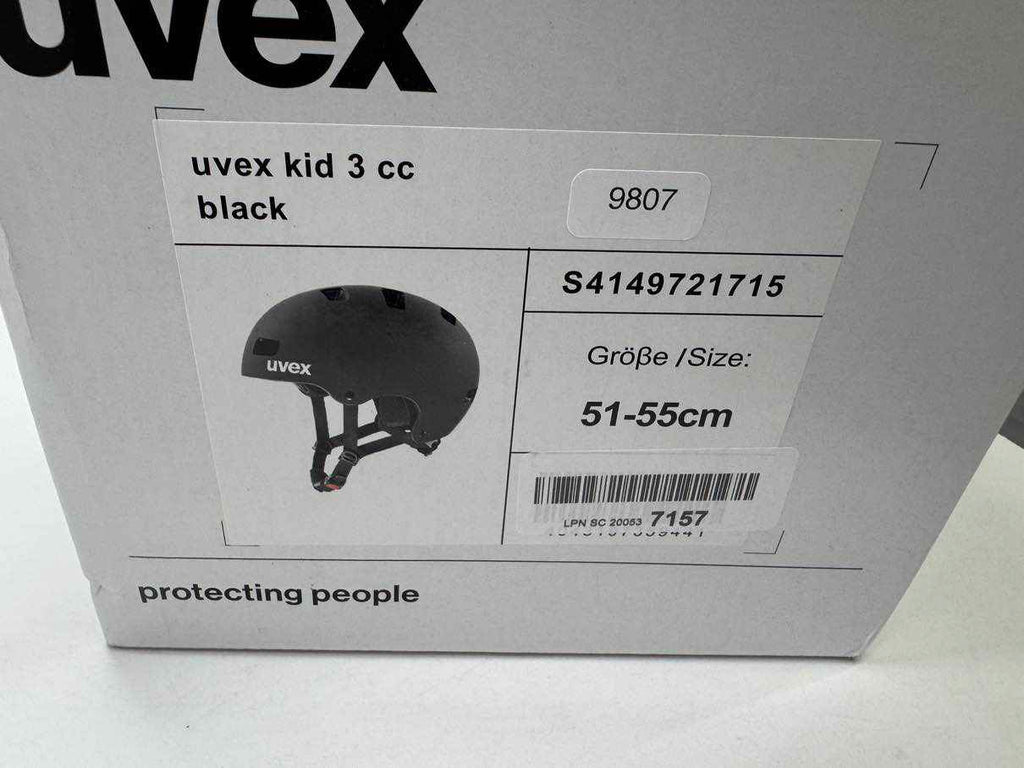 uvex
uvex kid 3 cc
black
9807
S4149721715
uvex
Größe /Size:
51-55cm
LPN SC 20053 7157
protecting people